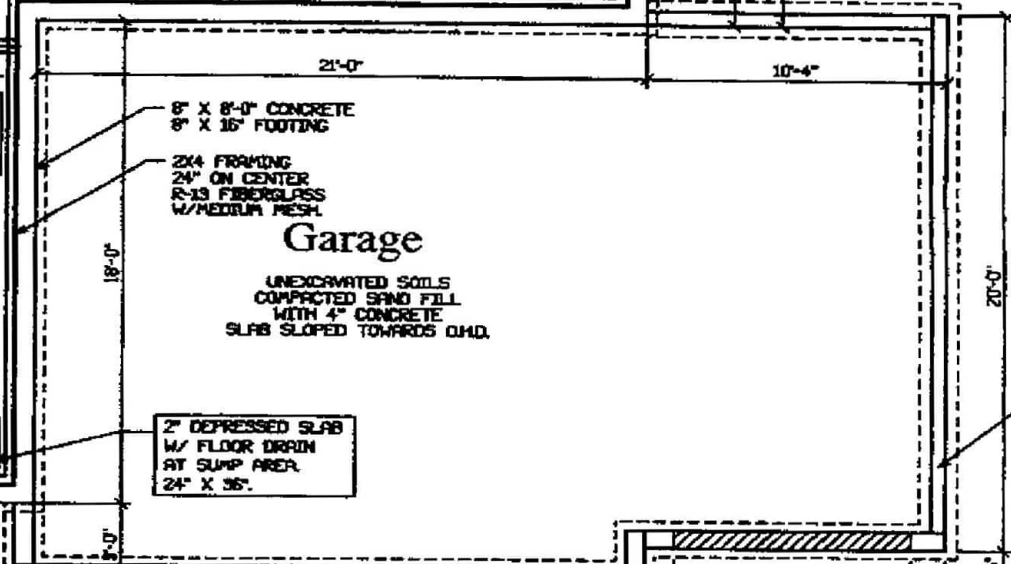 21'-0"
10'-4"
8" X 8'-0" CONCRETE
8" X 16" FOOTING
2X4 FRAMING
24" ON CENTER
R-13 FIBERGLASS
W/MEDIUM MESH.
18'-0"
Garage
20'-0"
UNEXCAVATED SOILS
COMPACTED SAND FILL
WITH 4" CONCRETE
SLAB SLOPED TOWARDS O.H.D.
2" DEPRESSED SLAB
W/ FLOOR DRAIN
AT SUMP AREA.
24" X 36".